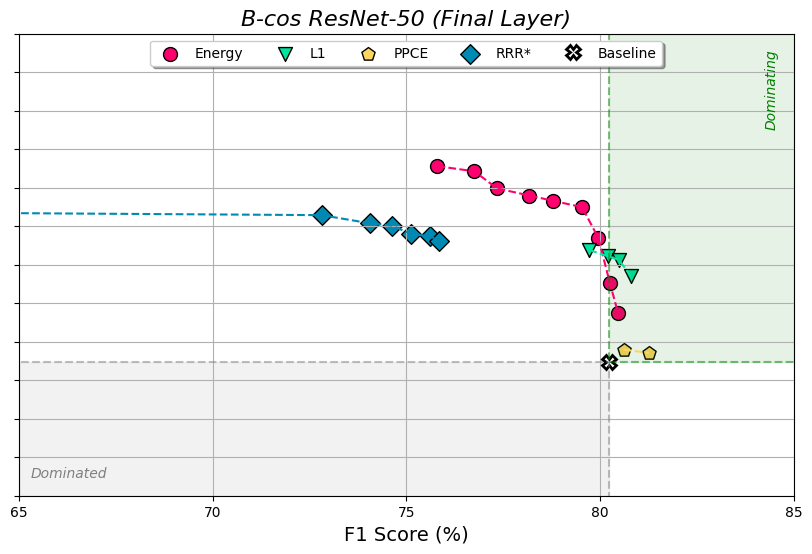 B-cos ResNet-50 (Final Layer)
Energy L1 PPCE RRR* Baseline
Dominating
Dominated
65 70 75 80 85
F1 Score (%)